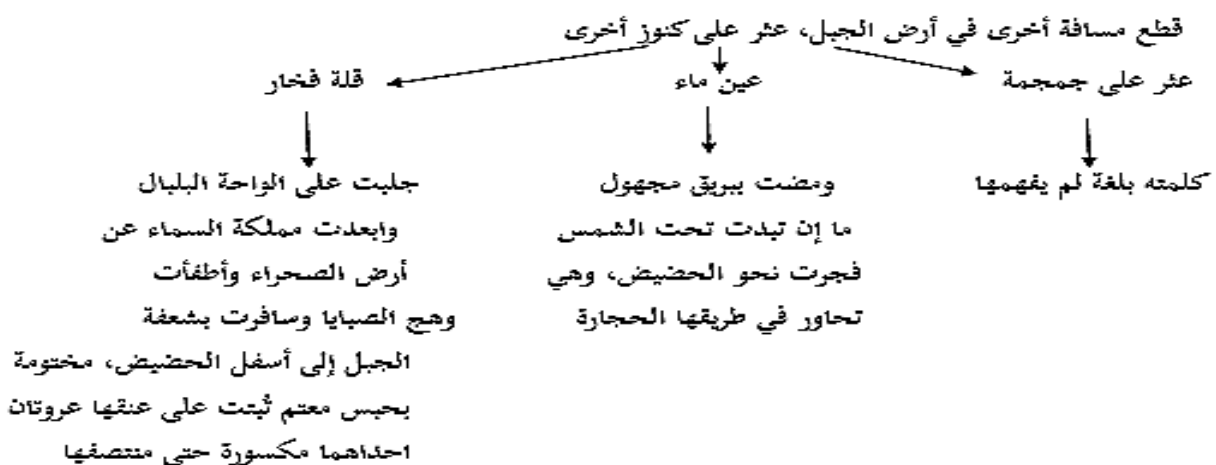 قطع مسافة أخرى في أرض الجبل، عثر على كنوز أخرى
عثر على جمجمة
عين ماء
قلة فخار
كلمته بلغة لم يفهمها
ومضت ببريق مجهول
ما إن تبدت تحت الشمس
فجرت نحو الحضيض، وهي
تحاور في طريقها الحجارة
جلبت على الواحة البلبال
وابعدت مملكة السماء عن
أرض الصحراء وأطفأت
وهج الصبايا وسافرت بشعفة
الجبل إلى أسفل الحضيض، مختومة
بحبس معتم ثُبتت على عنقها عروتان
احداهما مكسورة حتى منتصفها